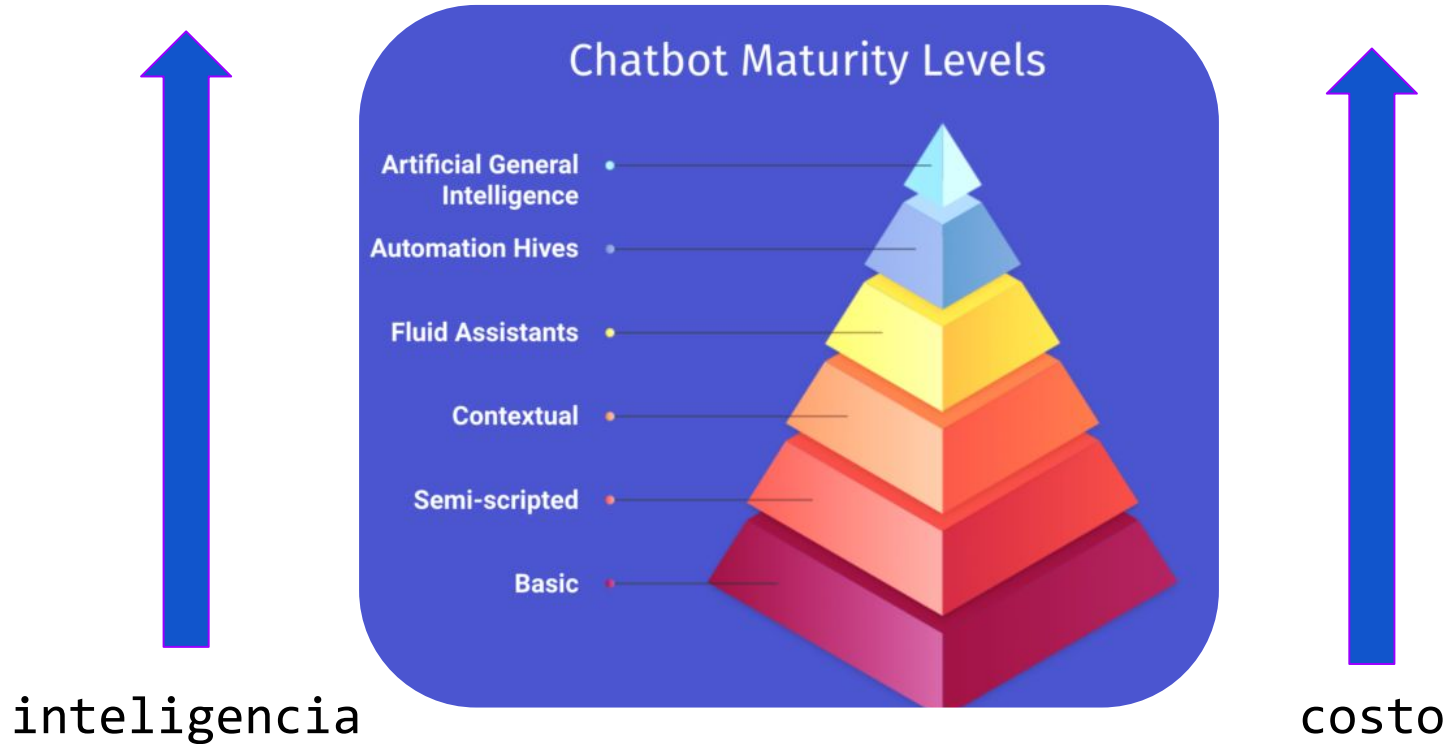 Chatbot Maturity Levels
Artificial General
Intelligence
Automation Hives
Fluid Assistants
Contextual
Semi-scripted
Basic
inteligencia
costo